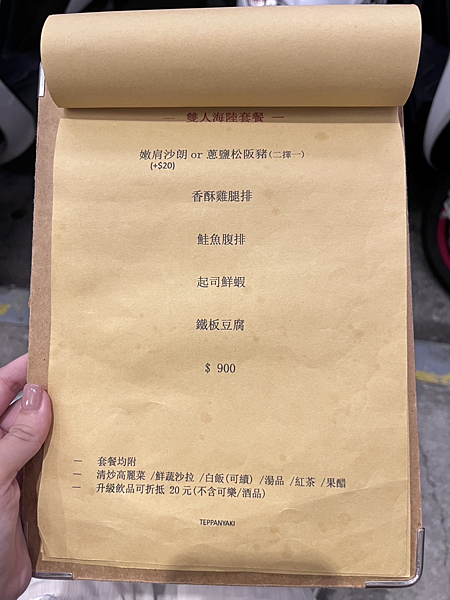 — 雙人海陸套餐 —
嫩肩沙朗 or 蔥鹽松阪豬(二擇一)
(+$20)
香酥雞腿排
鮭魚腹排
起司鮮蝦
鐵板豆腐
$ 900
— 套餐均附
— 清炒高麗菜 /鮮蔬沙拉 /白飯(可續) /湯品 /紅茶 /果醋
— 升級飲品可折抵 20 元(不含可樂/酒品)
TEPPANYAKI